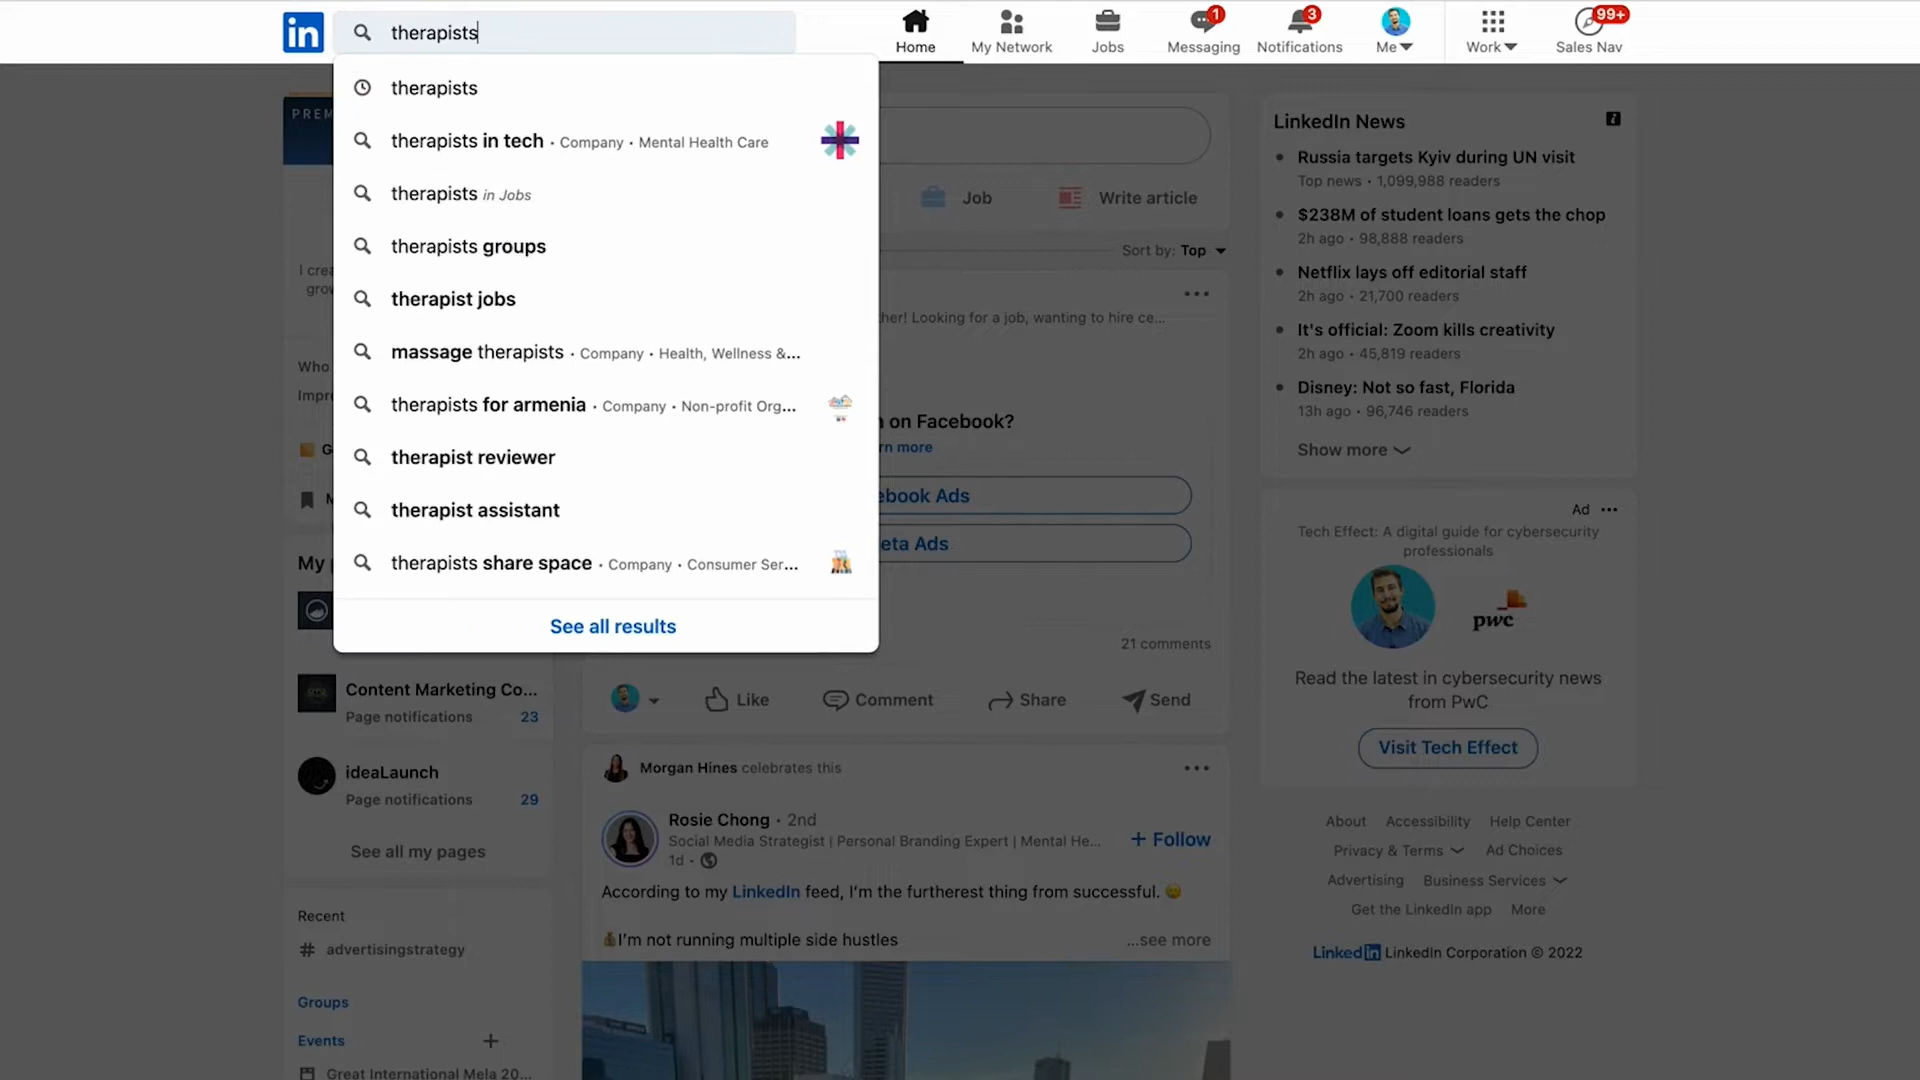 therapists
Home
My Network
Jobs
1
Messaging
3
Notifications
Me
Work
99+
Sales Nav
therapists
therapists in tech • Company • Mental Health Care
therapists in Jobs
therapists groups
therapist jobs
massage therapists • Company • Health, Wellness &...
therapists for armenia • Company • Non-profit Org...
therapist reviewer
therapist assistant
therapists share space • Company • Consumer Ser...
See all results
PREM
I crea
grow
Who
Impre
My p
Content Marketing Co...
Page notifications 23
ideaLaunch
Page notifications 29
See all my pages
Recent
# advertisingstrategy
Groups
Events +
Great International Mela 20...
Job
Write article
Sort by: Top
her! Looking for a job, wanting to hire ce...
on Facebook?
rn more
ebook Ads
eta Ads
21 comments
Like
Comment
Share
Send
Morgan Hines celebrates this
Rosie Chong • 2nd
Social Media Strategist | Personal Branding Expert | Mental He...
1d •
+ Follow
According to my LinkedIn feed, I'm the furtherest thing from successful.
I'm not running multiple side hustles
...see more
LinkedIn News
Russia targets Kyiv during UN visit
Top news • 1,099,988 readers
$238M of student loans gets the chop
2h ago • 98,888 readers
Netflix lays off editorial staff
2h ago • 21,700 readers
It's official: Zoom kills creativity
2h ago • 45,819 readers
Disney: Not so fast, Florida
13h ago • 96,746 readers
Show more
Ad
Tech Effect: A digital guide for cybersecurity
professionals
pwc
Read the latest in cybersecurity news
from PwC
Visit Tech Effect
About Accessibility Help Center
Privacy & Terms Ad Choices
Advertising Business Services
Get the LinkedIn app More
LinkedIn LinkedIn Corporation © 2022